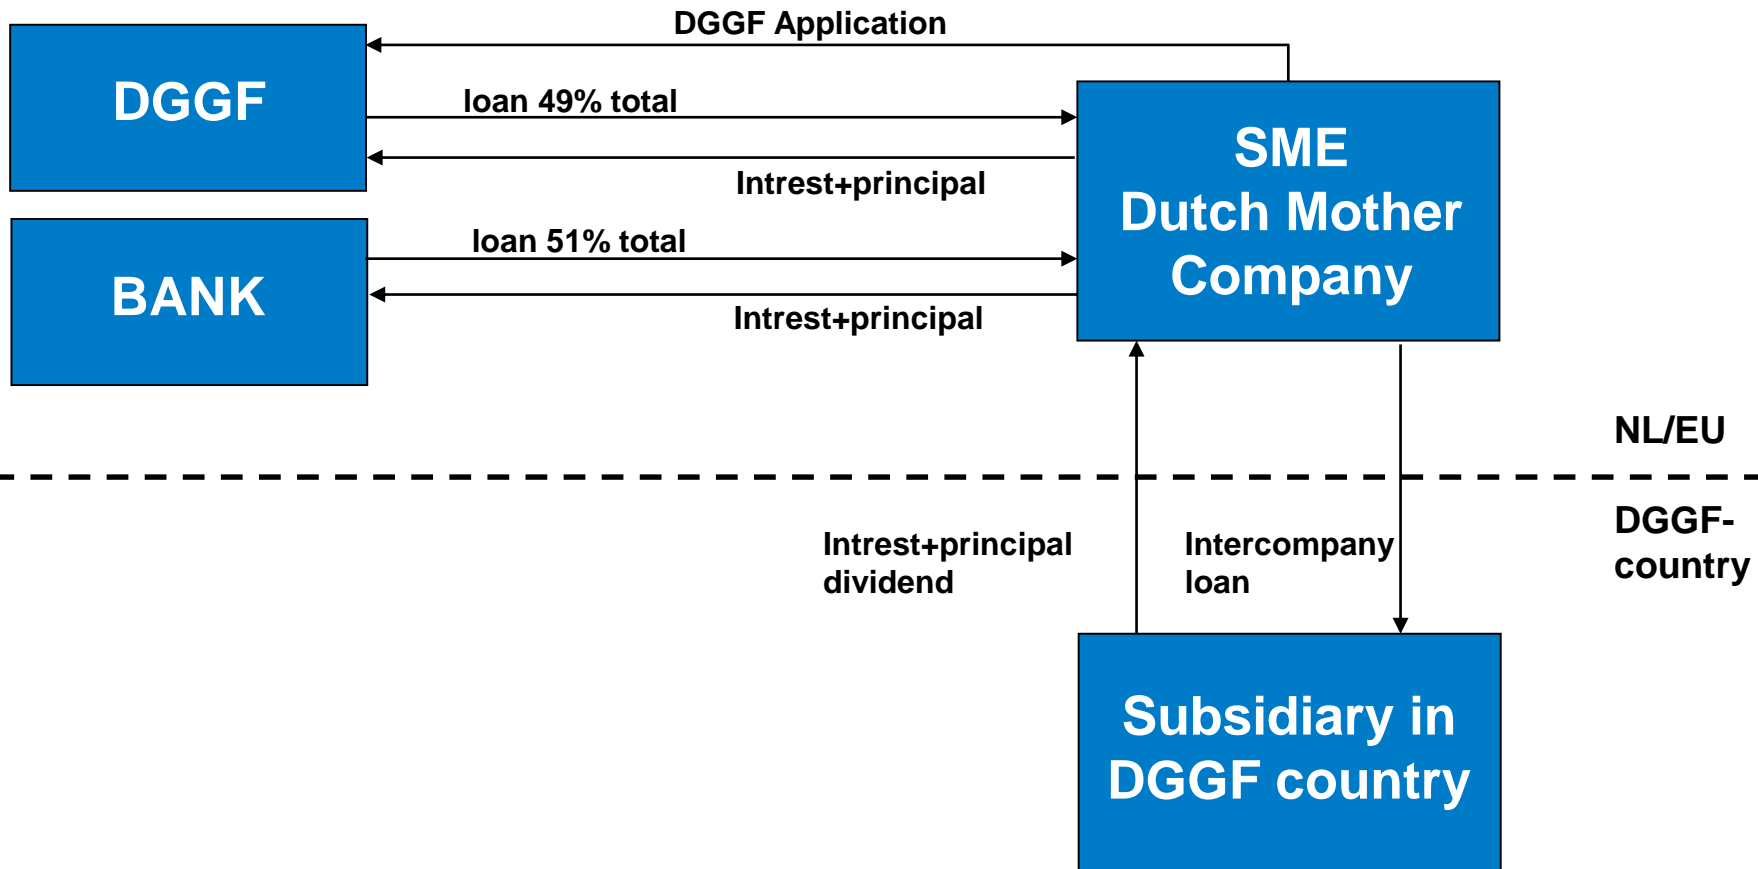 DGGF Application
DGGF
loan 49% total
Intrest+principal
SME
Dutch Mother
Company
BANK
loan 51% total
Intrest+principal
NL/EU
DGGF-
country
Intrest+principal
dividend
Intercompany
loan
Subsidiary in
DGGF country